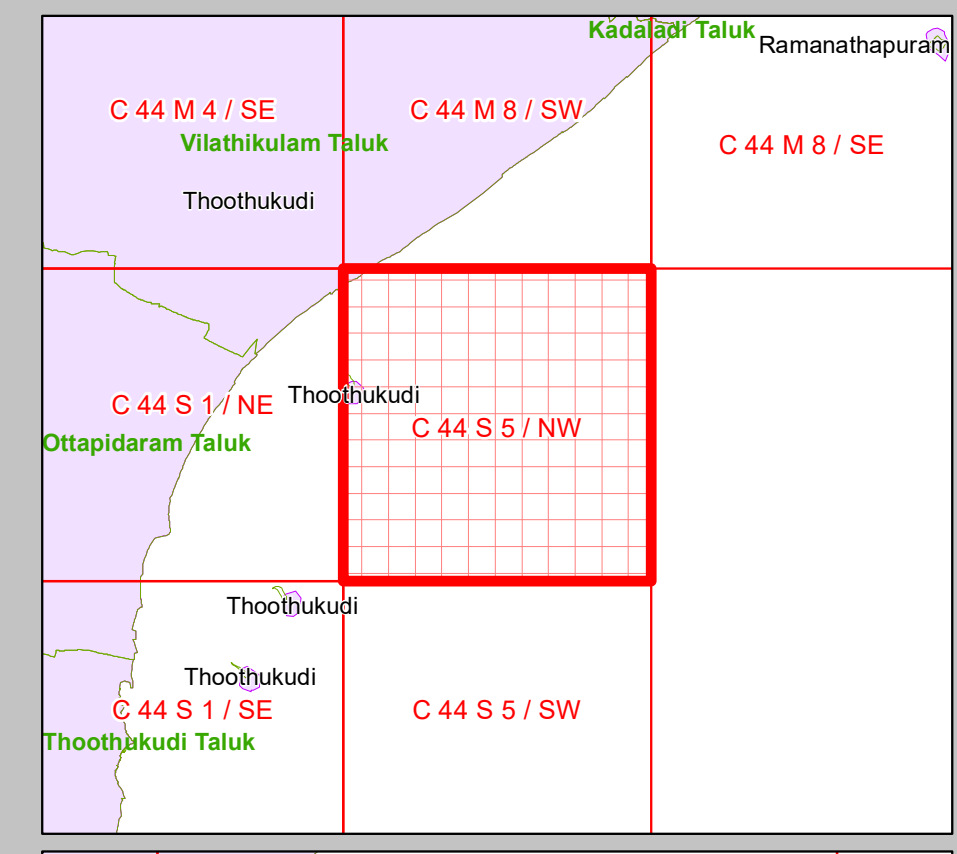 Kadaladi Taluk
Ramanathapuram
C 44 M 4 / SE
C 44 M 8 / SW
Vilathikulam Taluk
C 44 M 8 / SE
Thoothukudi
Thoothukudi
C 44 S 1 / NE
C 44 S 5 / NW
Ottapidaram Taluk
Thoothukudi
Thoothukudi
C 44 S 1 / SE
C 44 S 5 / SW
Thoothukudi Taluk